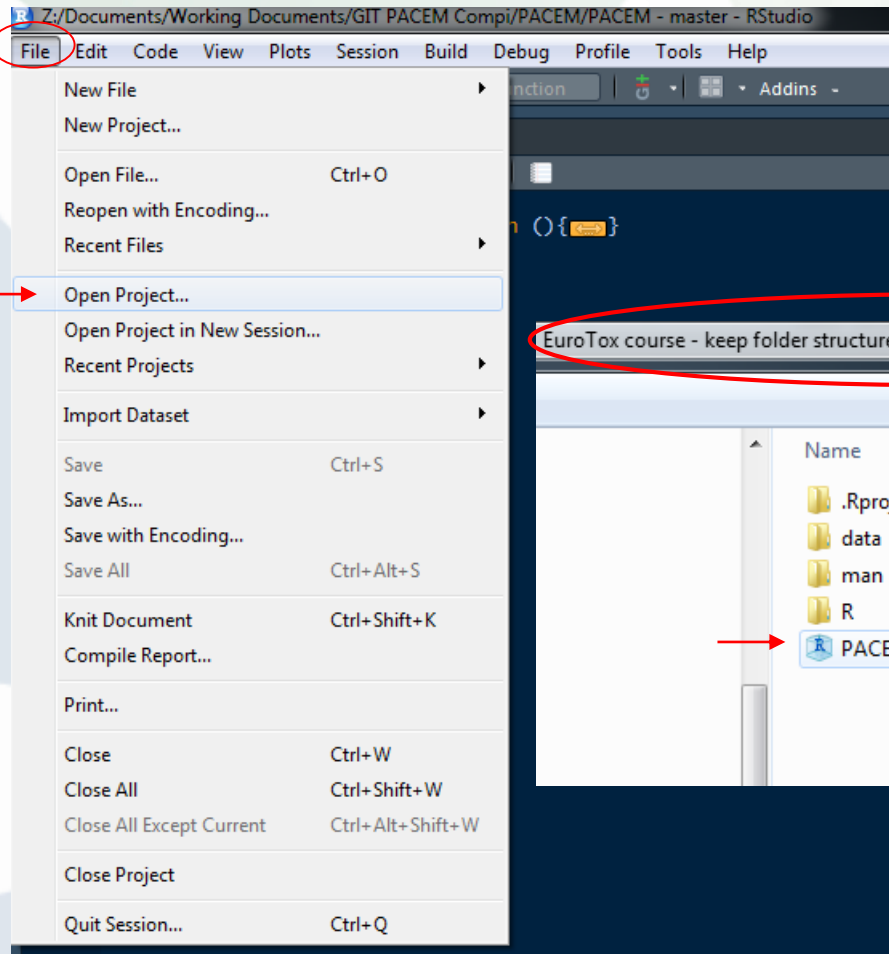 Z:/Documents/Working Documents/GIT PACEM Compi/PACEM/PACEM - master - RStudio
File Edit Code View Plots Session Build Debug Profile Tools Help
nction Addins
New File
New Project...
Open File... Ctrl+O
Reopen with Encoding...
Recent Files
(){ }
Open Project...
Open Project in New Session...
Recent Projects
Import Dataset
Save Ctrl+S
Save As...
Save with Encoding...
Save All Ctrl+Alt+S
Knit Document Ctrl+Shift+K
Compile Report...
Print...
Close Ctrl+W
Close All Ctrl+Shift+W
Close All Except Current Ctrl+Alt+Shift+W
Close Project
Quit Session... Ctrl+Q
EuroTox course - keep folder structure
Name
.Rproj
data
man
R
PACE